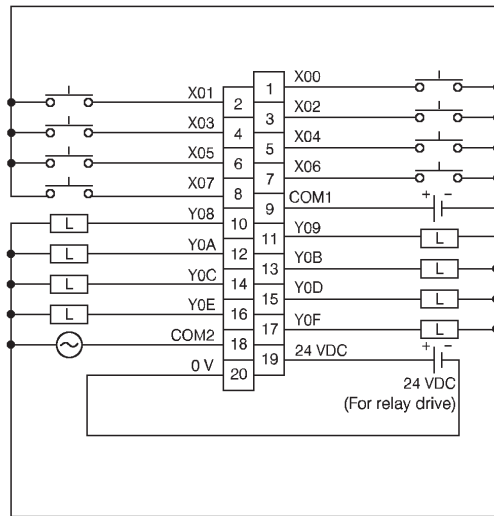 X00
X01
1
2
X02
X03
3
4
X04
X05
5
6
X06
X07
7
8
COM1
+ −
9
Y08
L
10
Y09
11
L
Y0A
L
12
Y0B
13
L
Y0C
L
14
Y0D
15
L
Y0E
L
16
Y0F
17
L
COM2
18
24 VDC
19
+ −
0 V
20
24 VDC
(For relay drive)